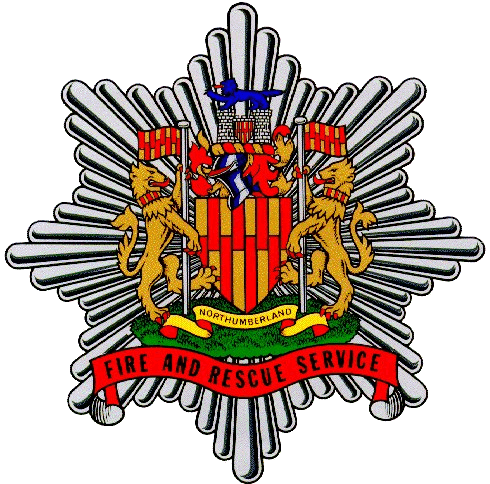 NORTHUMBERLAND
FIRE AND RESCUE SERVICE